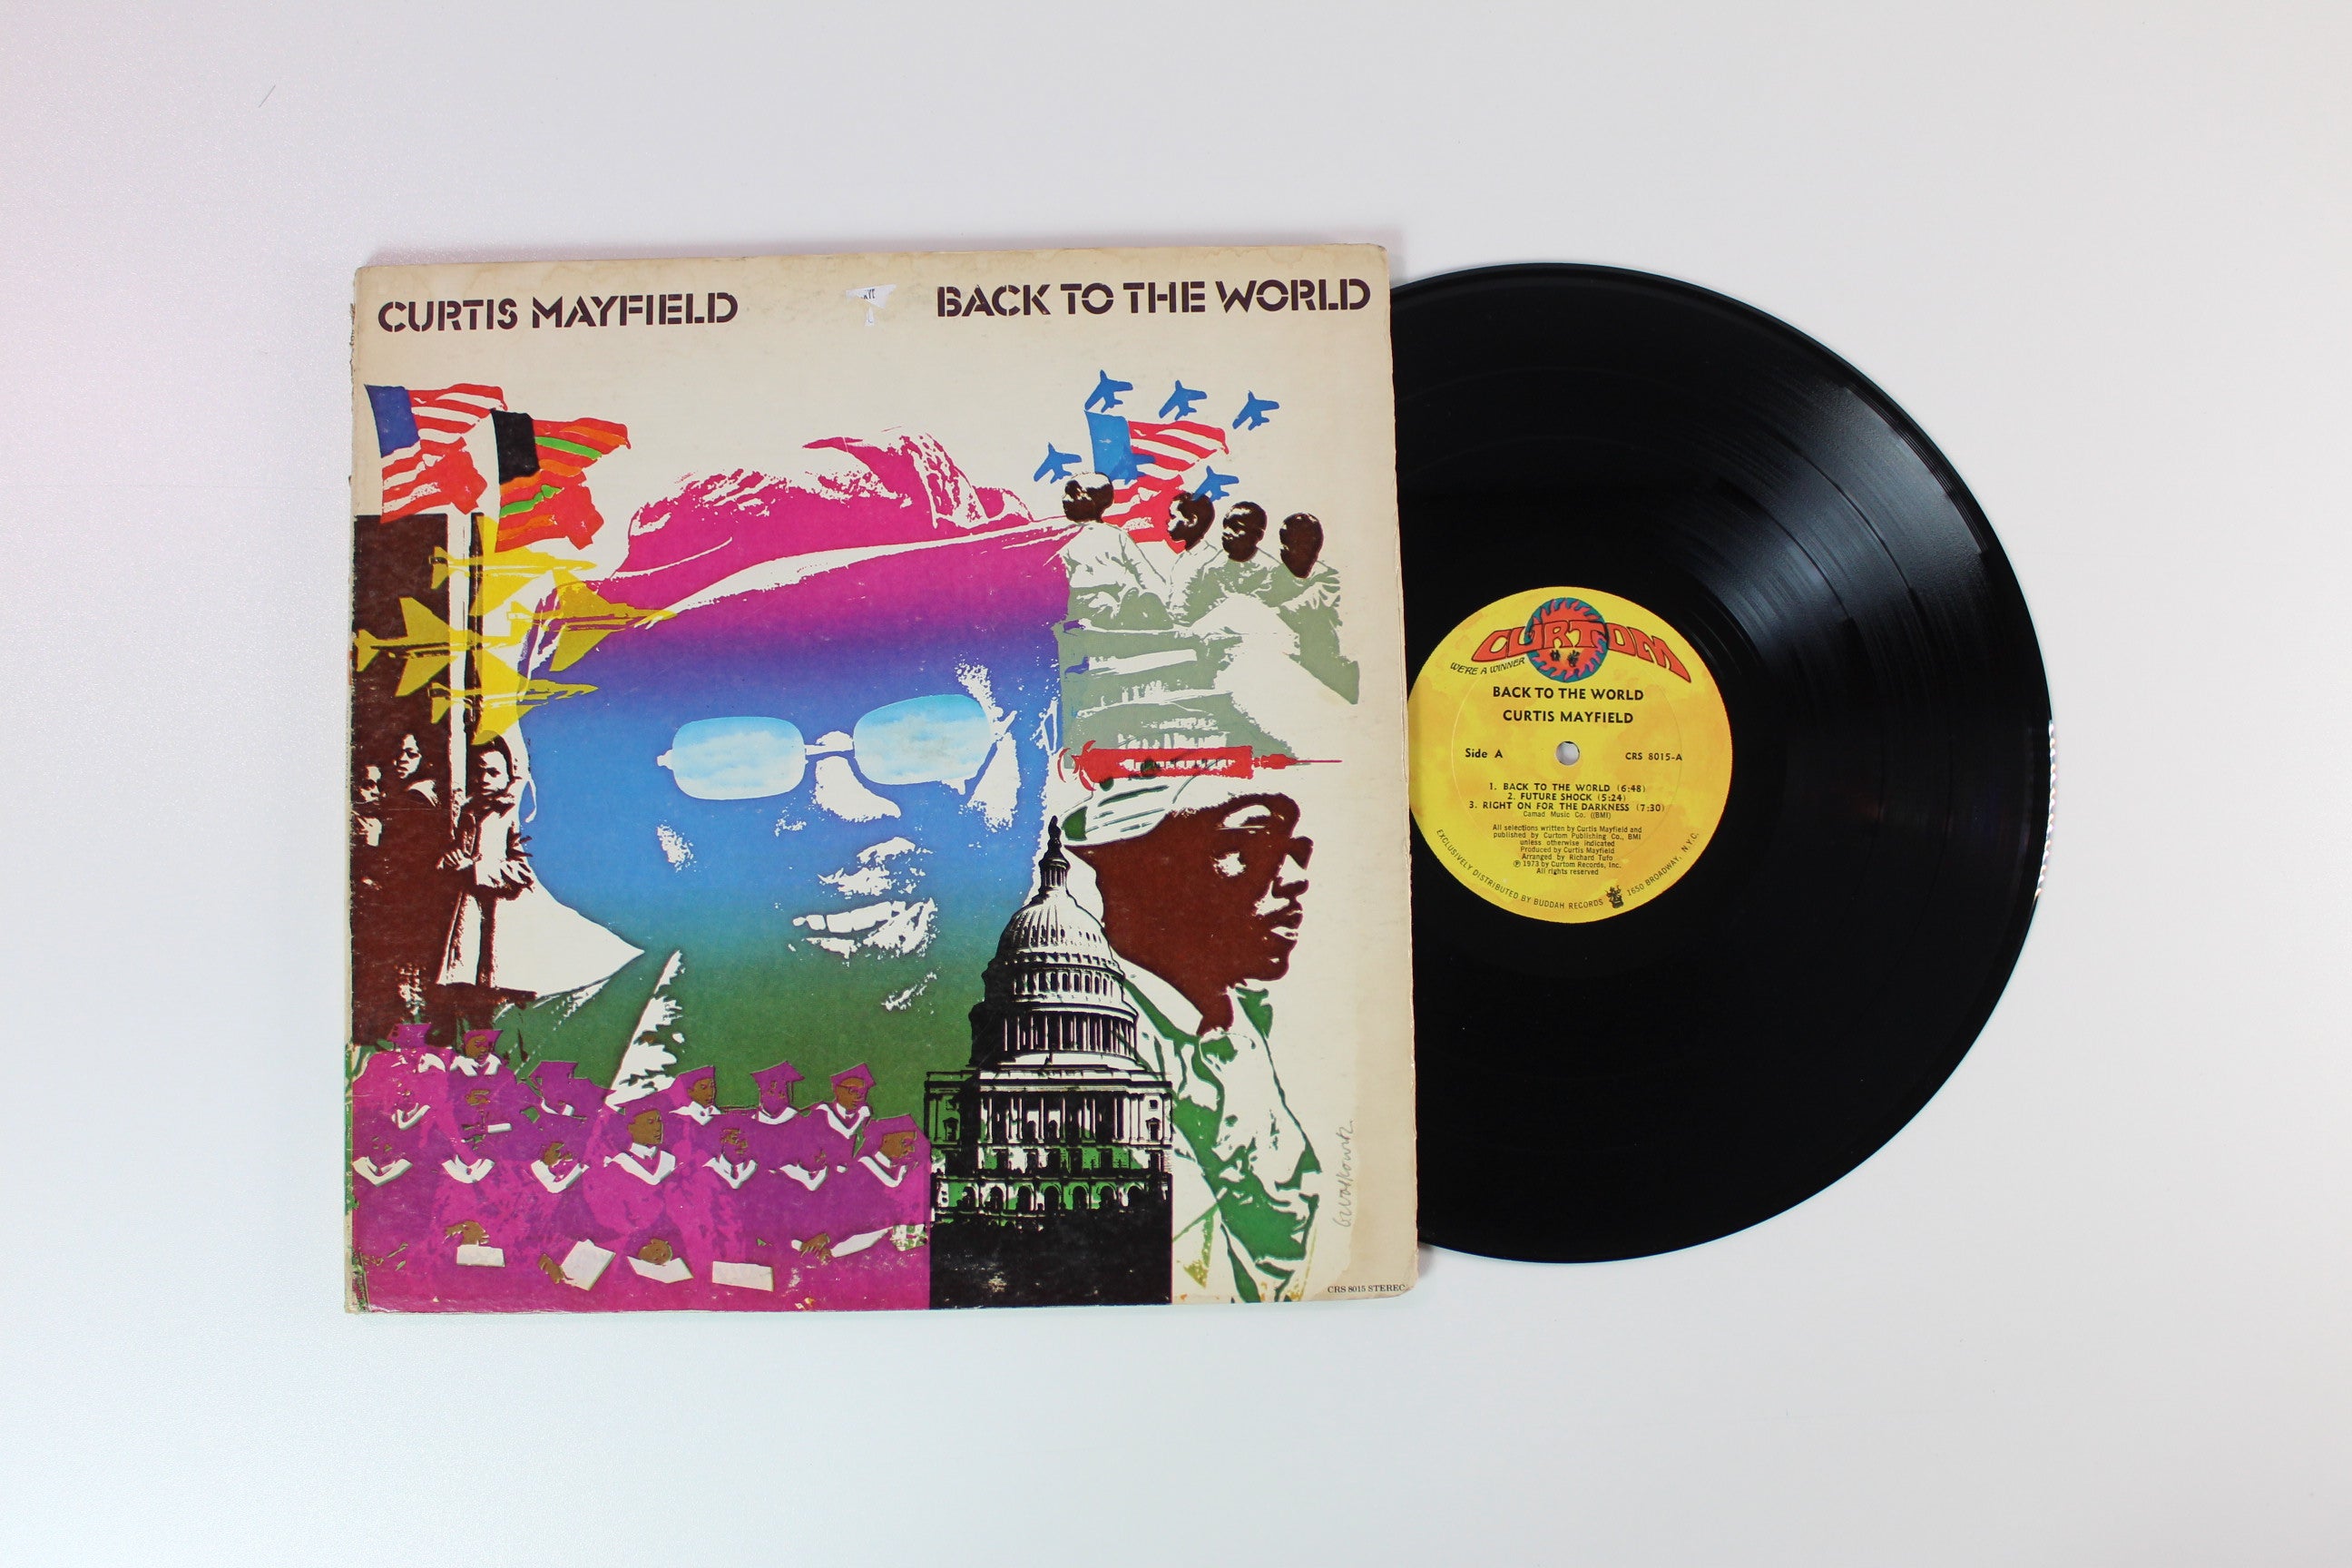 CURTIS MAYFIELD
BACK TO THE WORLD
CRS 8015 STEREO
CURTOM
WE'RE A WINNER
BACK TO THE WORLD
CURTIS MAYFIELD
Side A
CRS 8015-A
1. BACK TO THE WORLD (6:48)
2. FUTURE SHOCK (5:24)
3. RIGHT ON FOR THE DARKNESS (7:30)
Camad Music Co. ((BMI)
All selections written by Curtis Mayfield and
published by Curtom Publishing Co., BMI
unless otherwise indicated
Produced by Curtis Mayfield
Arranged by Richard Tufo
℗ 1973 by Curtom Records, Inc.
All rights reserved
EXCLUSIVELY DISTRIBUTED BY BUDDAH RECORDS 1650 BROADWAY, N.Y.C.